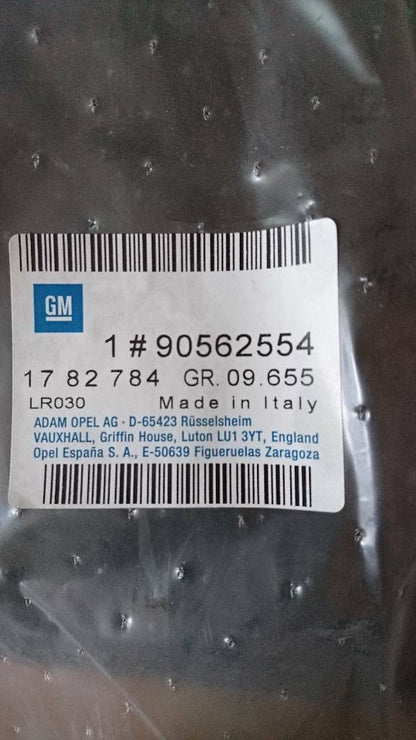 GM
1 # 90562554
17 82 784 GR. 09.655
LR030 Made in Italy
ADAM OPEL AG · D-65423 Rüsselsheim
VAUXHALL, Griffin House, Luton LU1 3YT, England
Opel España S. A., E-50639 Figueruelas Zaragoza